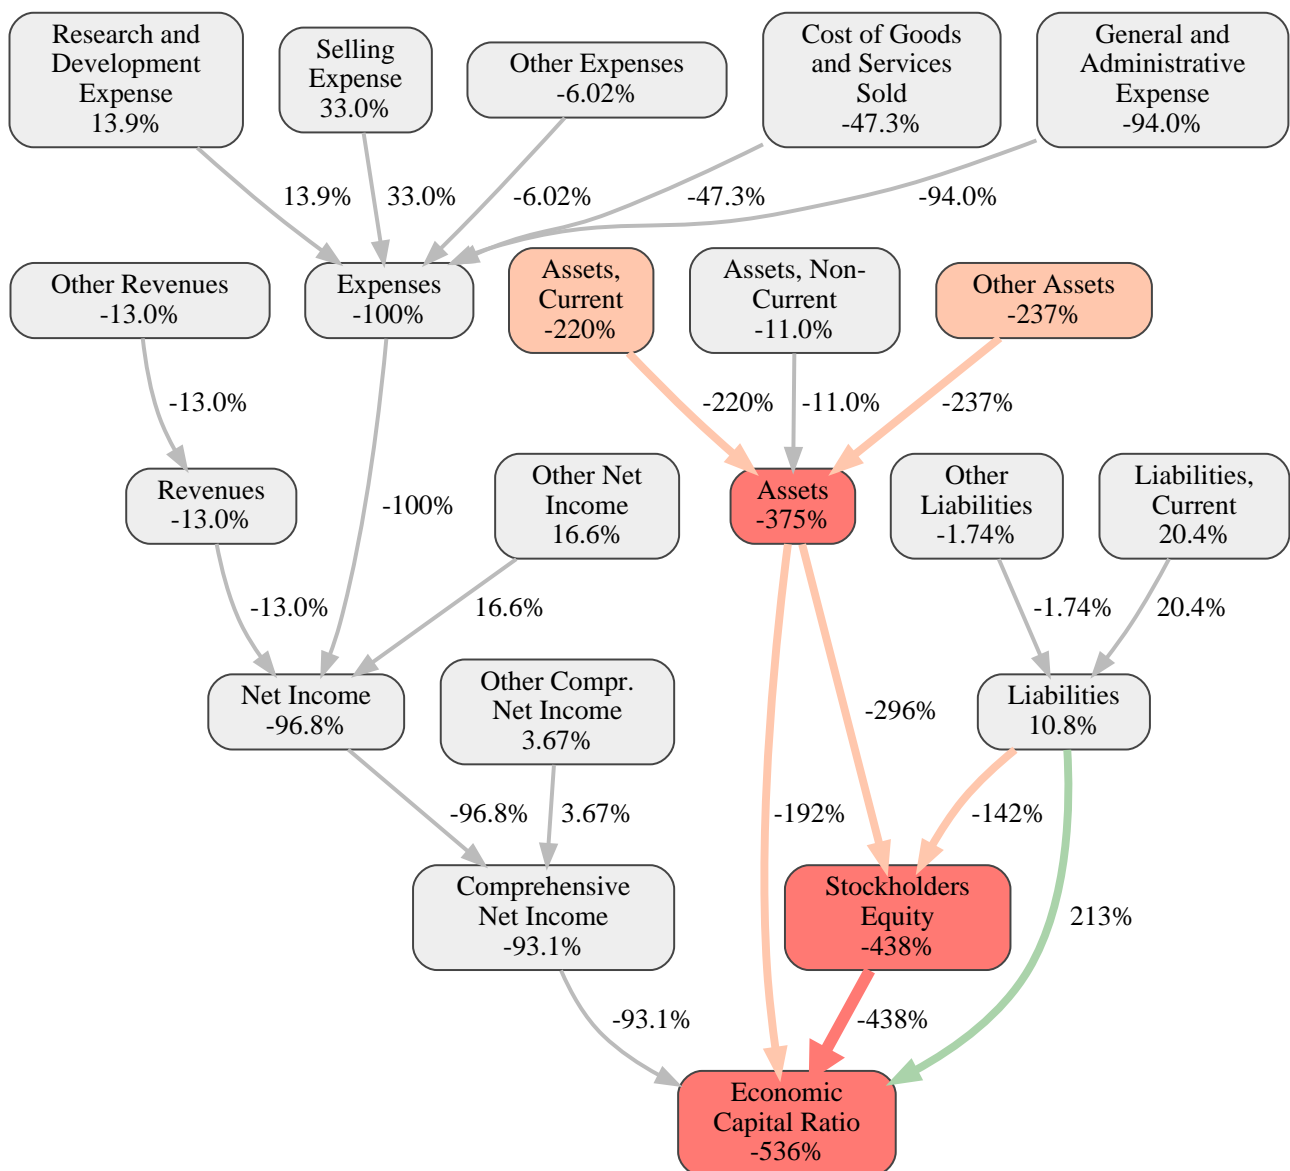 Research and
Development
Expense
13.9%
Selling
Expense
33.0%
Other Expenses
-6.02%
Cost of Goods
and Services
Sold
-47.3%
General and
Administrative
Expense
-94.0%
13.9%
33.0%
-6.02%
-47.3%
-94.0%
Other Revenues
-13.0%
Expenses
-100%
Assets,
Current
-220%
Assets, Non-
Current
-11.0%
Other Assets
-237%
-13.0%
-220%
-11.0%
-237%
Revenues
-13.0%
-100%
Other Net
Income
16.6%
Assets
-375%
Other
Liabilities
-1.74%
Liabilities,
Current
20.4%
-13.0%
16.6%
-1.74%
20.4%
Net Income
-96.8%
Other Compr.
Net Income
3.67%
-296%
Liabilities
10.8%
-96.8%
3.67%
-192%
-142%
Comprehensive
Net Income
-93.1%
Stockholders
Equity
-438%
213%
-93.1%
-438%
Economic
Capital Ratio
-536%